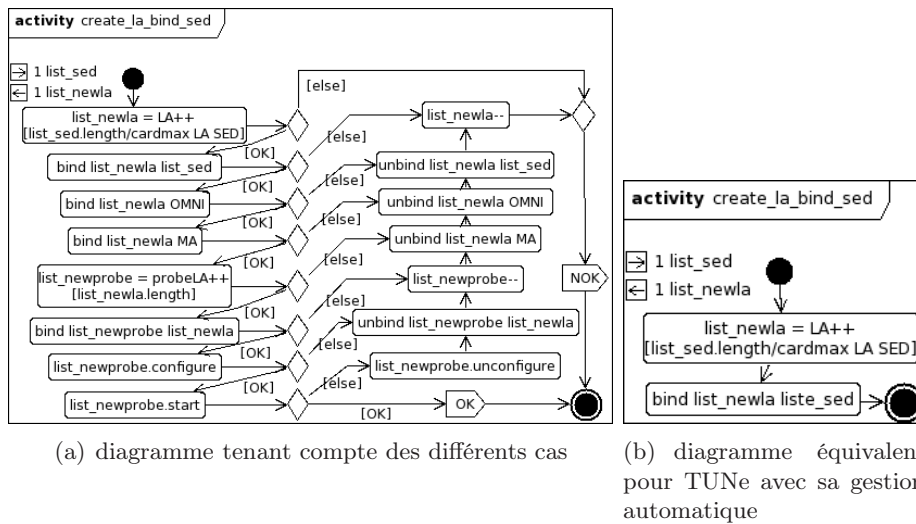 activity create_la_bind_sed
1 list_sed
1 list_newla
list_newla = LA++
[list_sed.length/cardmax LA SED]
[OK]
[else]
bind list_newla list_sed
[OK]
[else]
bind list_newla OMNI
[OK]
[else]
bind list_newla MA
[OK]
[else]
list_newprobe = probeLA++
[list_newla.length]
[OK]
[else]
bind list_newprobe list_newla
[OK]
[else]
list_newprobe.configure
[OK]
[else]
list_newprobe.start
[OK]
[else]
list_newla--
unbind list_newla list_sed
unbind list_newla OMNI
unbind list_newla MA
list_newprobe--
unbind list_newprobe list_newla
list_newprobe.unconfigure
NOK
OK
(a) diagramme tenant compte des différents cas
activity create_la_bind_sed
1 list_sed
1 list_newla
list_newla = LA++
[list_sed.length/cardmax LA SED]
bind list_newla liste_sed
(b) diagramme équivalen
pour TUNe avec sa gestion
automatique